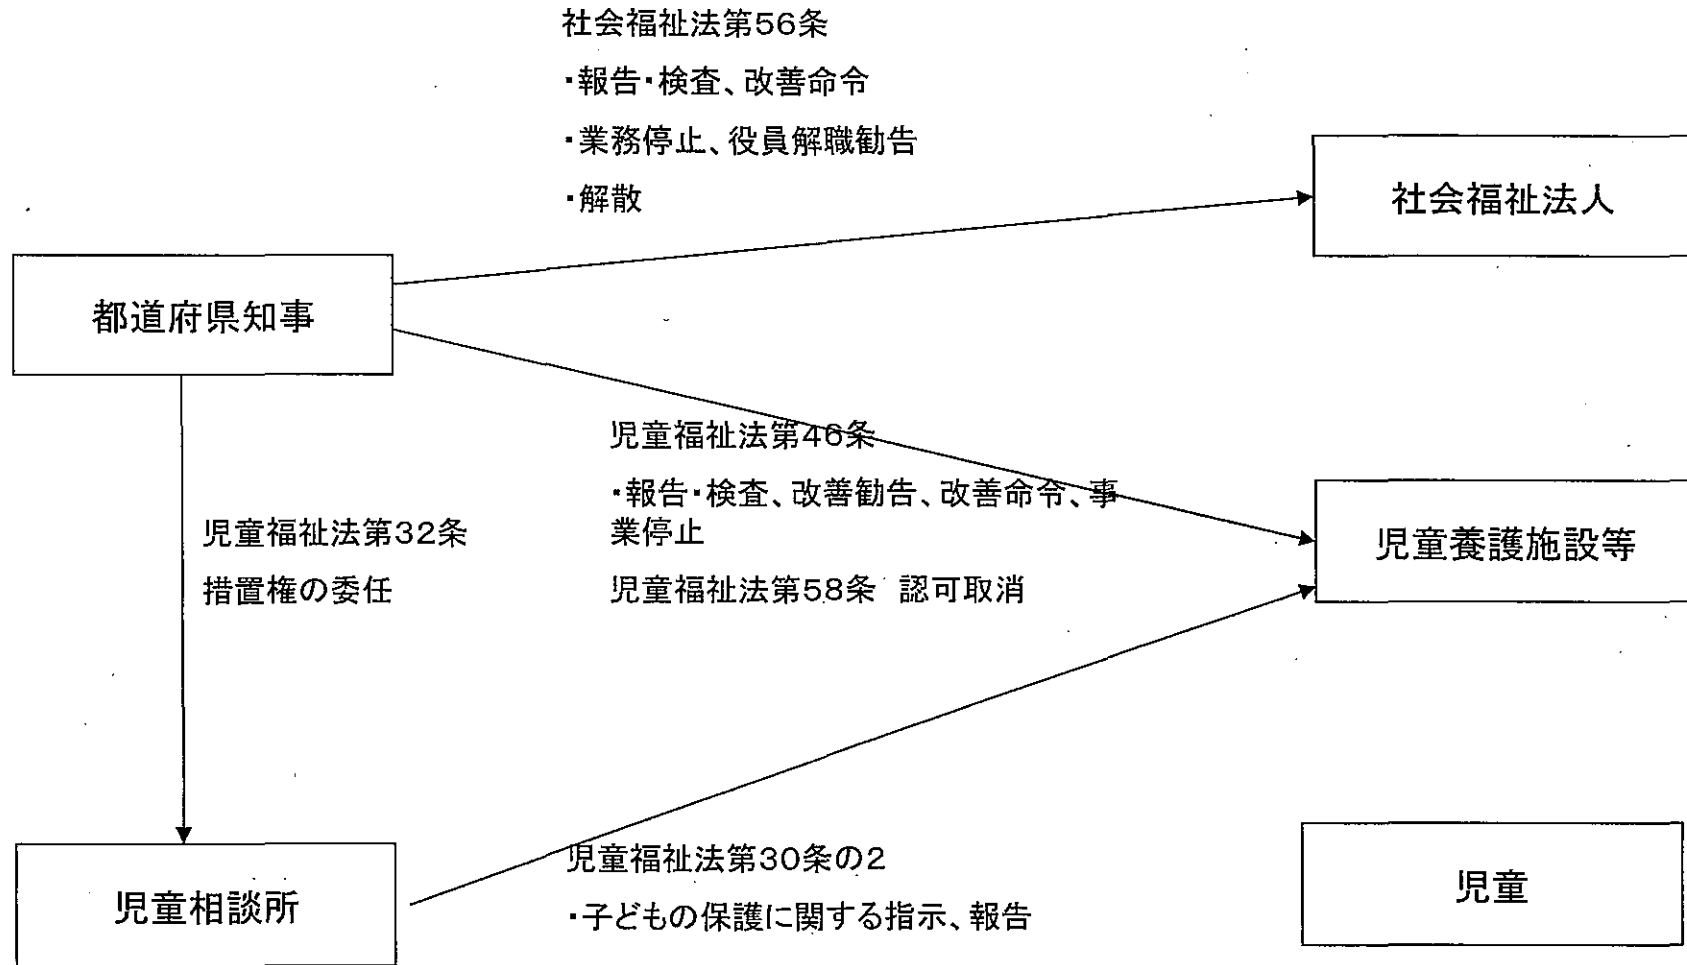 社会福祉法第56条
・報告・検査、改善命令
・業務停止、役員解職勧告
・解散
社会福祉法人
都道府県知事
児童福祉法第46条
・報告・検査、改善勧告、改善命令、事
業停止
児童福祉法第58条 認可取消
児童養護施設等
児童福祉法第32条
措置権の委任
児童相談所
児童福祉法第30条の2
・子どもの保護に関する指示、報告
児童